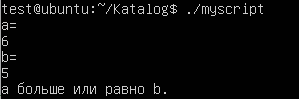 test@ubuntu:~/Katalog$ ./myscript
a=
6
b=
5
а больше или равно b.